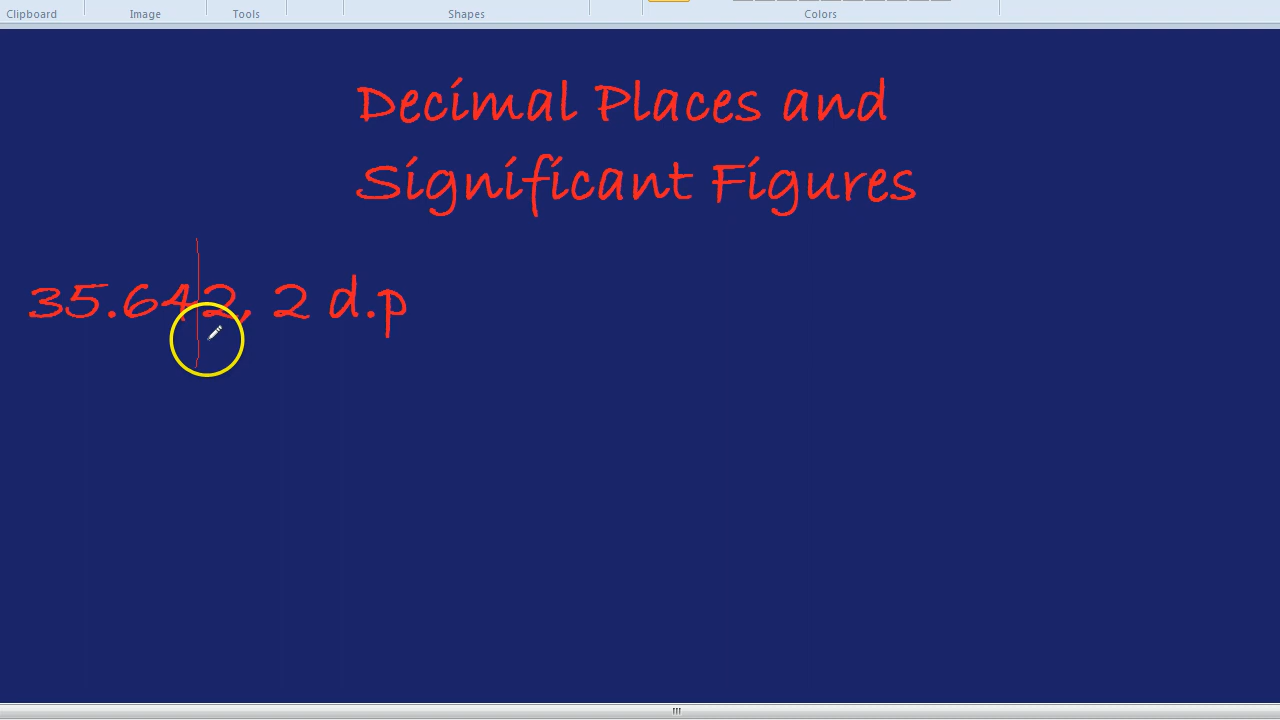 Clipboard Image Tools Shapes Colors
Decimal Places and
Significant Figures
35.642, 2 d.p